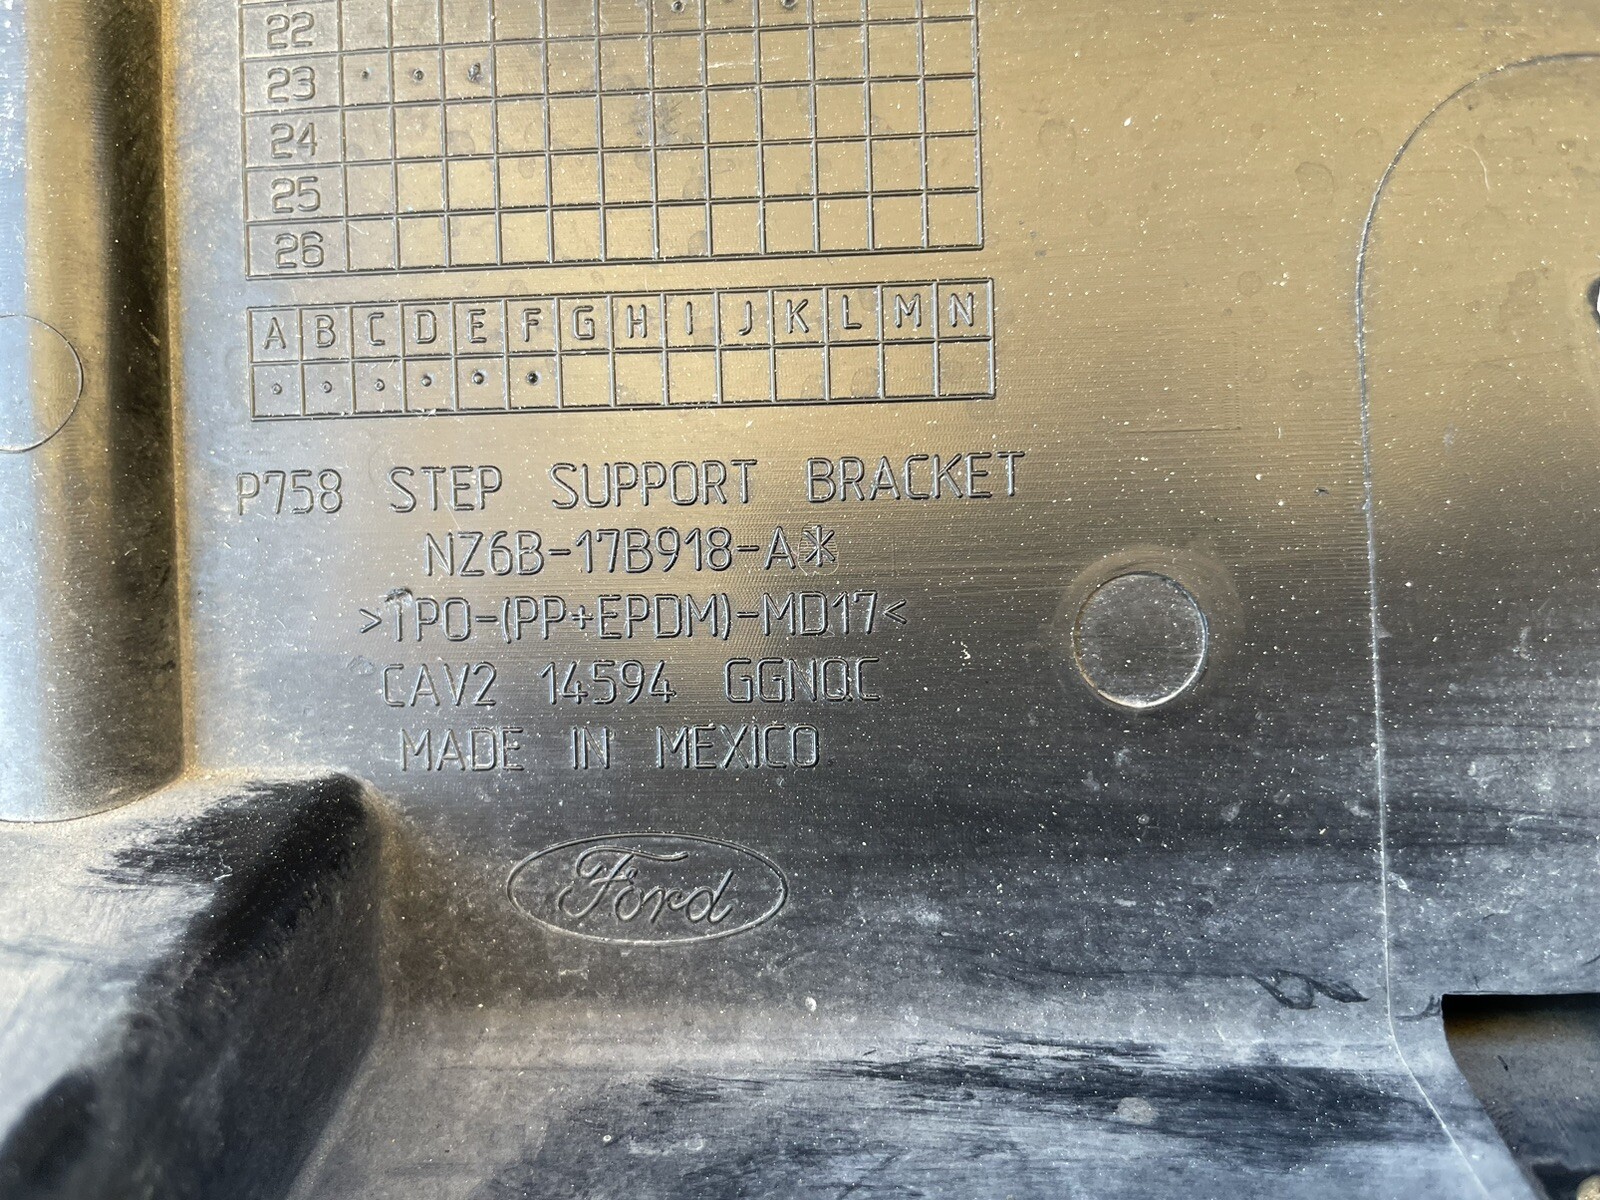 22
23
24
25
26
A B C D E F G H I J K L M N
P758 STEP SUPPORT BRACKET
NZ6B-17B918-A*
>TPO-(PP+EPDM)-MD17<
CAV2 14594 GGNQC
MADE IN MEXICO
Ford